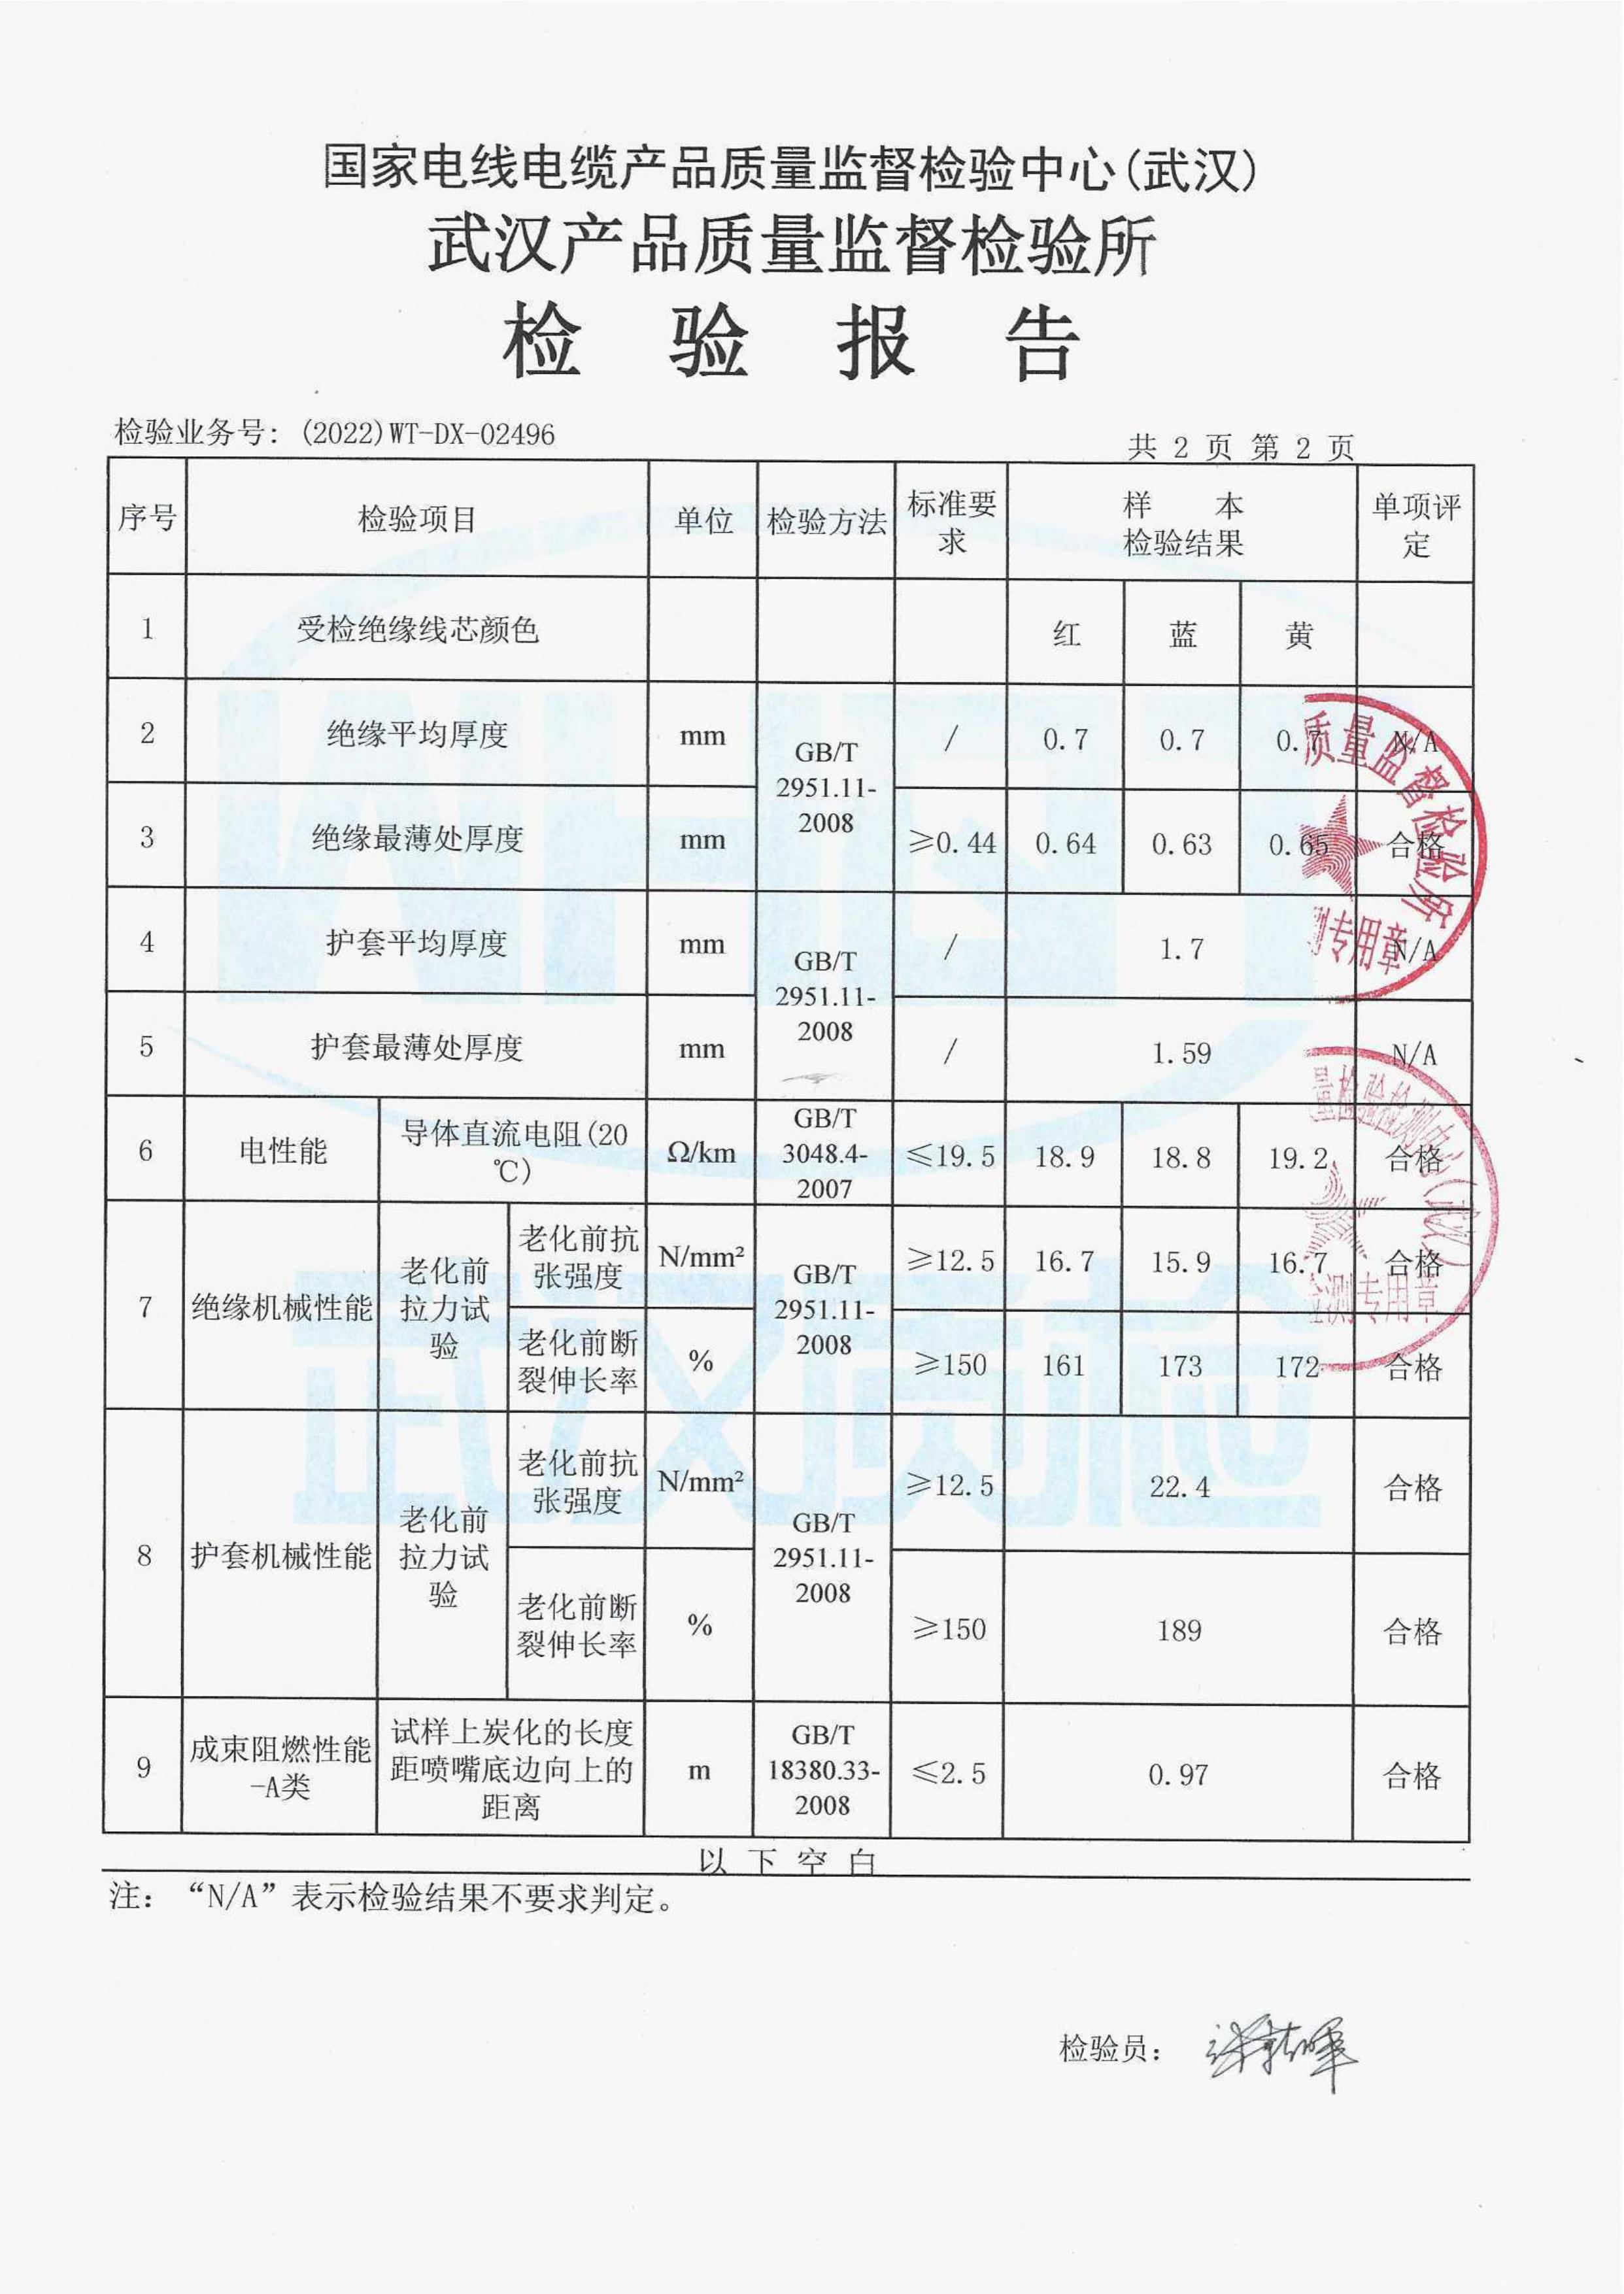 国家电线电缆产品质量监督检验中心(武汉)
武汉产品质量监督检验所
检 验 报 告
检验业务号: (2022)WT-DX-02496
共 2 页 第 2 页
序号 检验项目 单位 检验方法 标准要求 样 本 检验结果 单项评定
1 受检绝缘线芯颜色 红 蓝 黄
2 绝缘平均厚度 mm GB/T 2951.11-2008 / 0.7 0.7 0.7 N/A
3 绝缘最薄处厚度 mm ≥0.44 0.64 0.63 0.65 合格
4 护套平均厚度 mm GB/T 2951.11-2008 / 1.7 N/A
5 护套最薄处厚度 mm / 1.59 N/A
6 电性能 导体直流电阻(20℃) Ω/km GB/T 3048.4-2007 ≤19.5 18.9 18.8 19.2 合格
7 绝缘机械性能 老化前拉力试验 老化前抗张强度 N/mm² GB/T 2951.11-2008 ≥12.5 16.7 15.9 16.7 合格
老化前断裂伸长率 % ≥150 161 173 172 合格
8 护套机械性能 老化前拉力试验 老化前抗张强度 N/mm² GB/T 2951.11-2008 ≥12.5 22.4 合格
老化前断裂伸长率 % ≥150 189 合格
9 成束阻燃性能-A类 试样上炭化的长度距喷嘴底边向上的距离 m GB/T 18380.33-2008 ≤2.5 0.97 合格
以 下 空 白
注: “N/A”表示检验结果不要求判定。
检验员:
质量监督检验所
专用章
量检验检测中心(武汉)
检测专用章
武汉质检